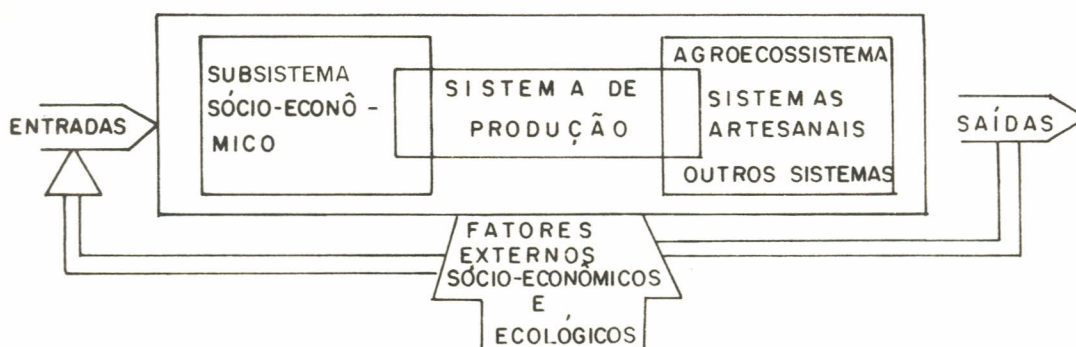 ENTRADAS
SUBSISTEMA
SÓCIO-ECONÔ-
MICO
SISTEMA DE
PRODUÇÃO
AGROECOSSISTEMA
SISTEMAS
ARTESANAIS
OUTROS SISTEMAS
SAÍDAS
FATORES
EXTERNOS
SÓCIO-ECONÔMICOS
E
ECOLÓGICOS